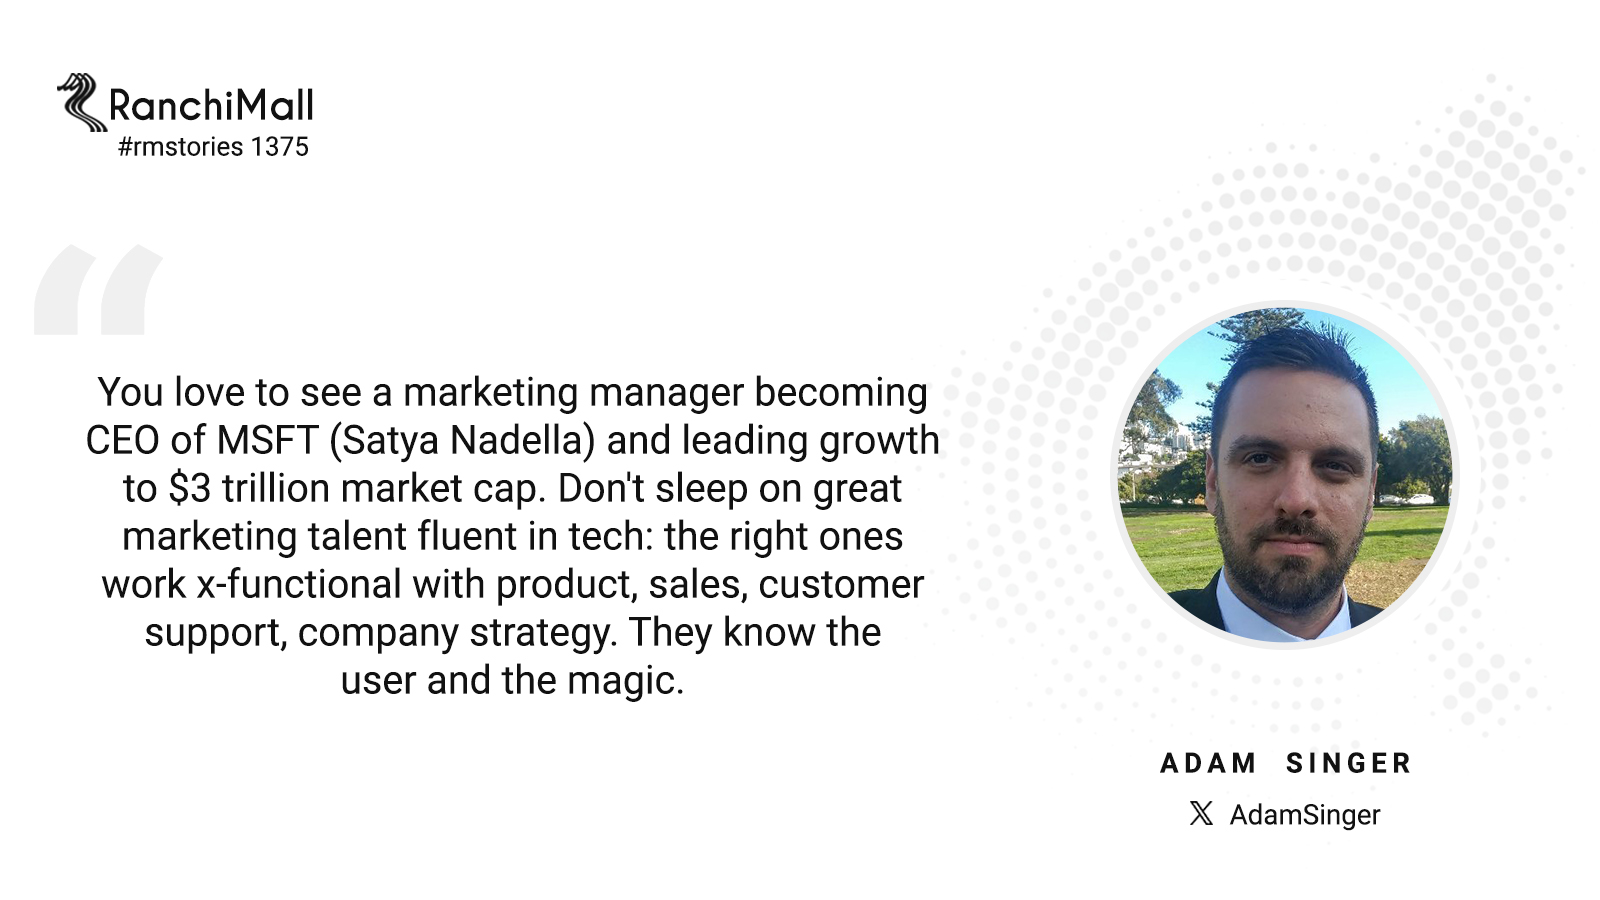 RanchiMall
#rmstories 1375
“
You love to see a marketing manager becoming
CEO of MSFT (Satya Nadella) and leading growth
to $3 trillion market cap. Don't sleep on great
marketing talent fluent in tech: the right ones
work x-functional with product, sales, customer
support, company strategy. They know the
user and the magic.
ADAM SINGER
𝕏 AdamSinger